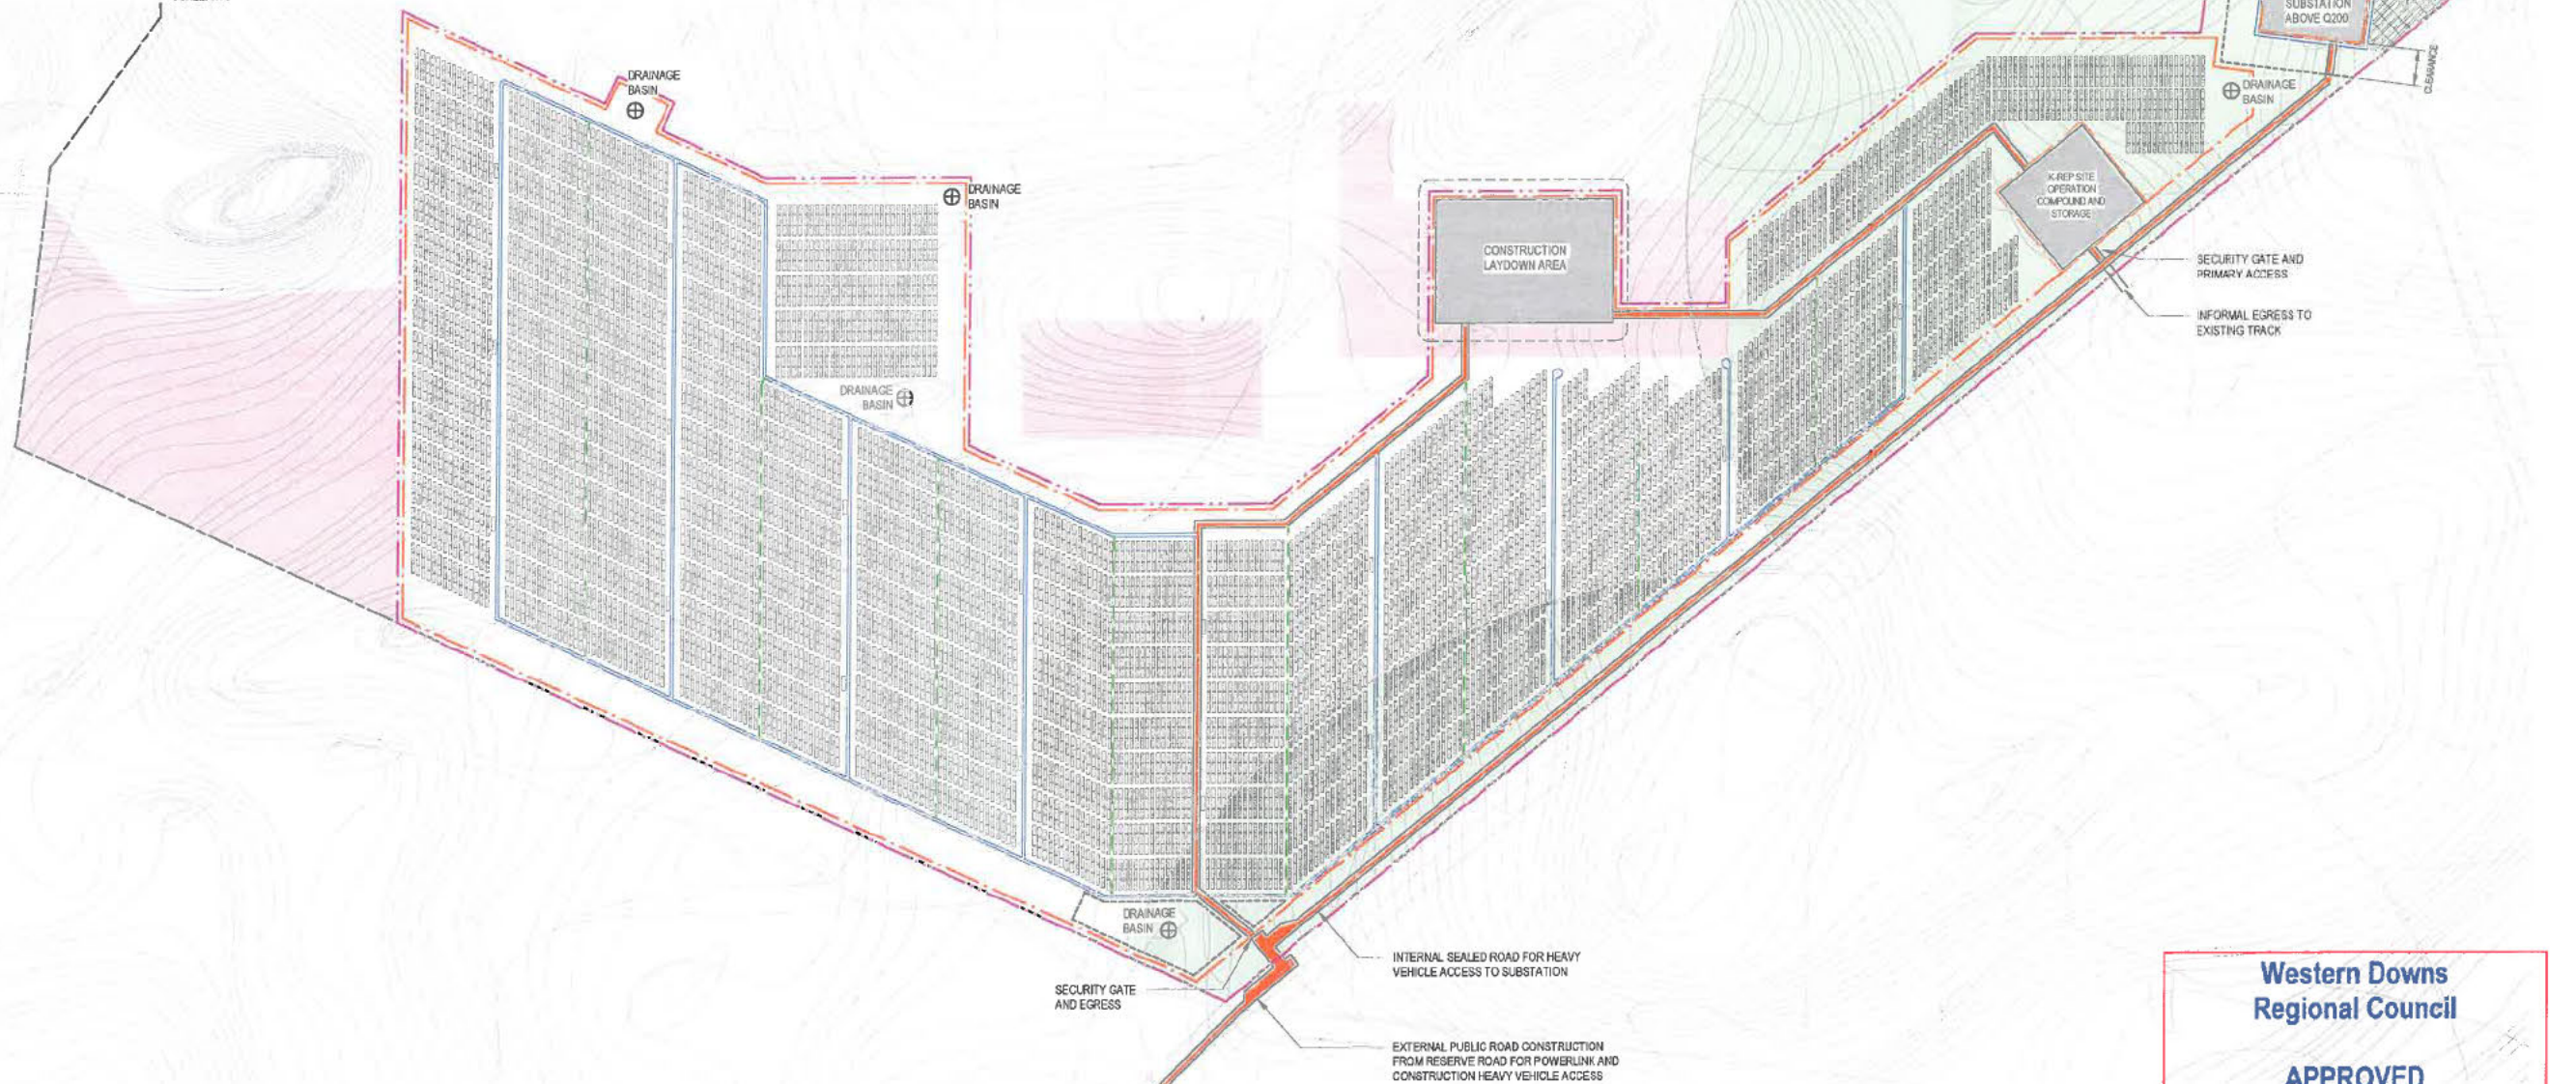 SUBSTATION
ABOVE Q200
CLEARANCE
DRAINAGE
BASIN
DRAINAGE
BASIN
DRAINAGE
BASIN
K-REP SITE
OPERATION
COMPOUND AND
STORAGE
CONSTRUCTION
LAYDOWN AREA
SECURITY GATE AND
PRIMARY ACCESS
INFORMAL EGRESS TO
EXISTING TRACK
DRAINAGE
BASIN
DRAINAGE
BASIN
INTERNAL SEALED ROAD FOR HEAVY
VEHICLE ACCESS TO SUBSTATION
SECURITY GATE
AND EGRESS
EXTERNAL PUBLIC ROAD CONSTRUCTION
FROM RESERVE ROAD FOR POWERLINK AND
CONSTRUCTION HEAVY VEHICLE ACCESS
Western Downs
Regional Council
APPROVED